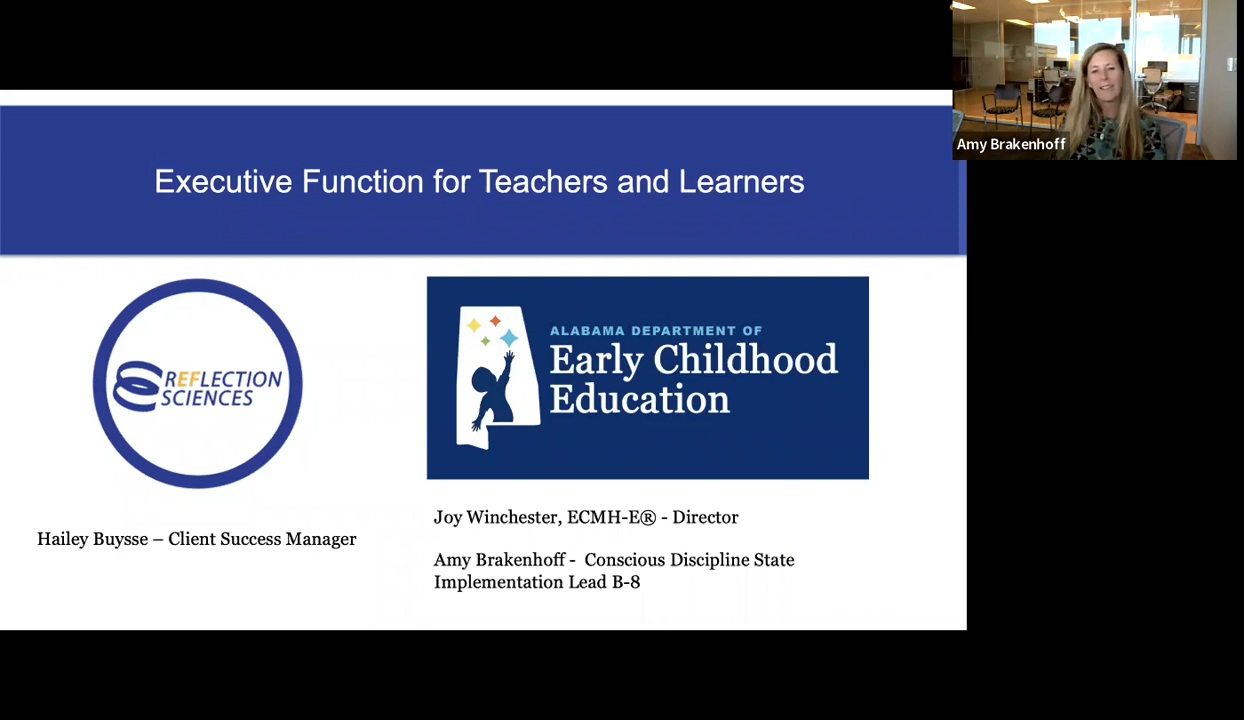 Amy Brakenhoff
Executive Function for Teachers and Learners
REFLECTION
SCIENCES
ALABAMA DEPARTMENT OF
Early Childhood
Education
Hailey Buysse – Client Success Manager
Joy Winchester, ECMH-E® - Director
Amy Brakenhoff -  Conscious Discipline State
Implementation Lead B-8